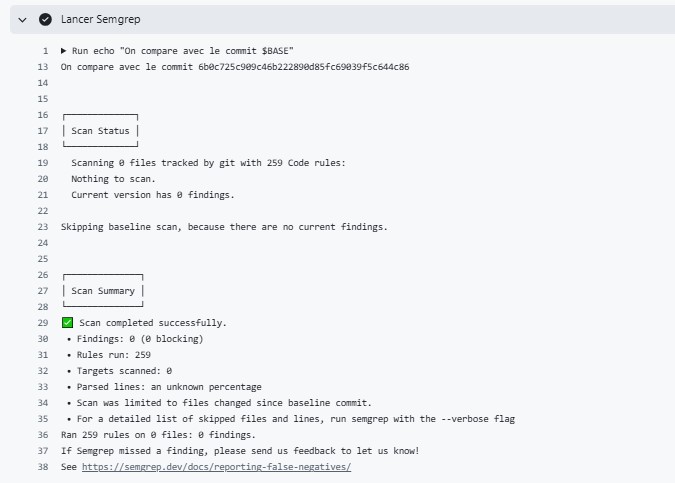 Lancer Semgrep
1 ▶ Run echo "On compare avec le commit $BASE"
13 On compare avec le commit 6b0c725c909c46b222890d85fc69039f5c644c86
14
15
16
17 │ Scan Status │
18
19 Scanning 0 files tracked by git with 259 Code rules:
20 Nothing to scan.
21 Current version has 0 findings.
22
23 Skipping baseline scan, because there are no current findings.
24
25
26
27 │ Scan Summary │
28
29 ✅ Scan completed successfully.
30 • Findings: 0 (0 blocking)
31 • Rules run: 259
32 • Targets scanned: 0
33 • Parsed lines: an unknown percentage
34 • Scan was limited to files changed since baseline commit.
35 • For a detailed list of skipped files and lines, run semgrep with the --verbose flag
36 Ran 259 rules on 0 files: 0 findings.
37 If Semgrep missed a finding, please send us feedback to let us know!
38 See https://semgrep.dev/docs/reporting-false-negatives/